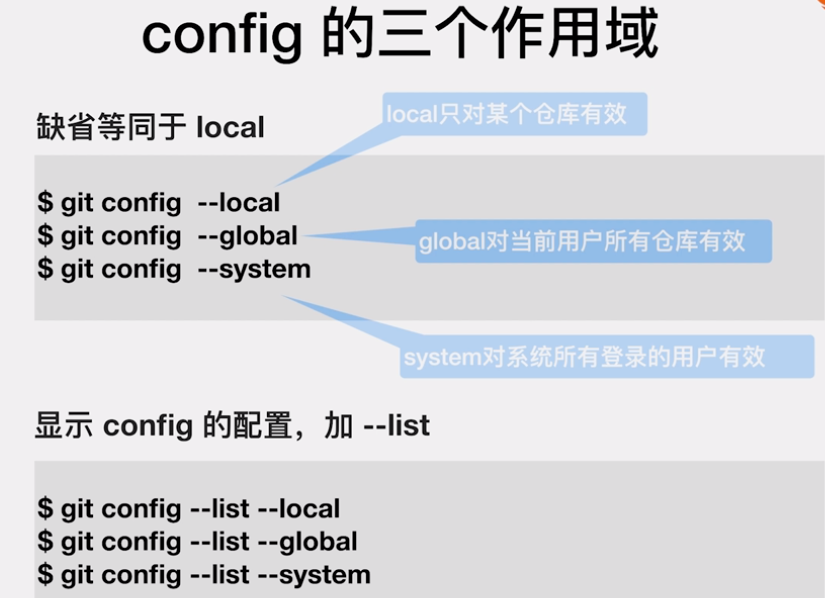 config 的三个作用域
缺省等同于 local
local只对某个仓库有效
$ git config --local
$ git config --global
global对当前用户所有仓库有效
$ git config --system
system对系统所有登录的用户有效
显示 config 的配置，加 --list
$ git config --list --local
$ git config --list --global
$ git config --list --system